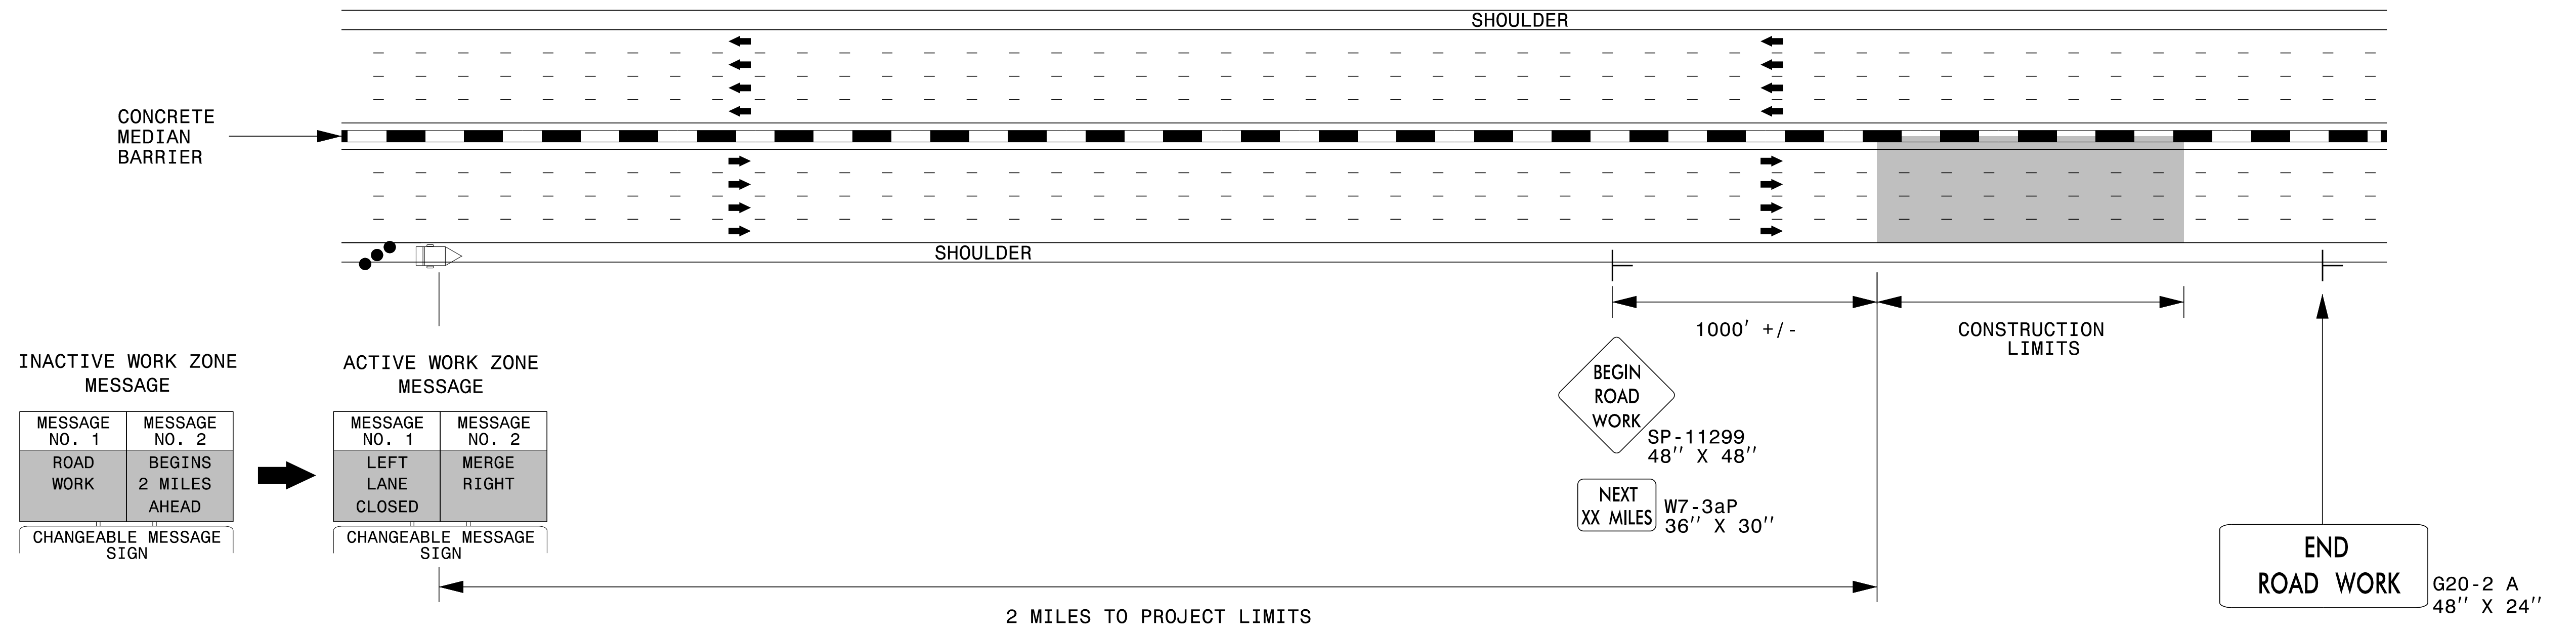 SHOULDER
CONCRETE
MEDIAN
BARRIER
SHOULDER
1000' +/-
CONSTRUCTION
LIMITS
INACTIVE WORK ZONE
MESSAGE
MESSAGE
NO. 1
MESSAGE
NO. 2
ROAD
WORK
BEGINS
2 MILES
AHEAD
CHANGEABLE MESSAGE
SIGN
ACTIVE WORK ZONE
MESSAGE
MESSAGE
NO. 1
MESSAGE
NO. 2
LEFT
LANE
CLOSED
MERGE
RIGHT
CHANGEABLE MESSAGE
SIGN
BEGIN
ROAD
WORK
SP-11299
48" X 48"
NEXT
XX MILES
W7-3aP
36" X 30"
END
ROAD WORK
G20-2 A
48" X 24"
2 MILES TO PROJECT LIMITS